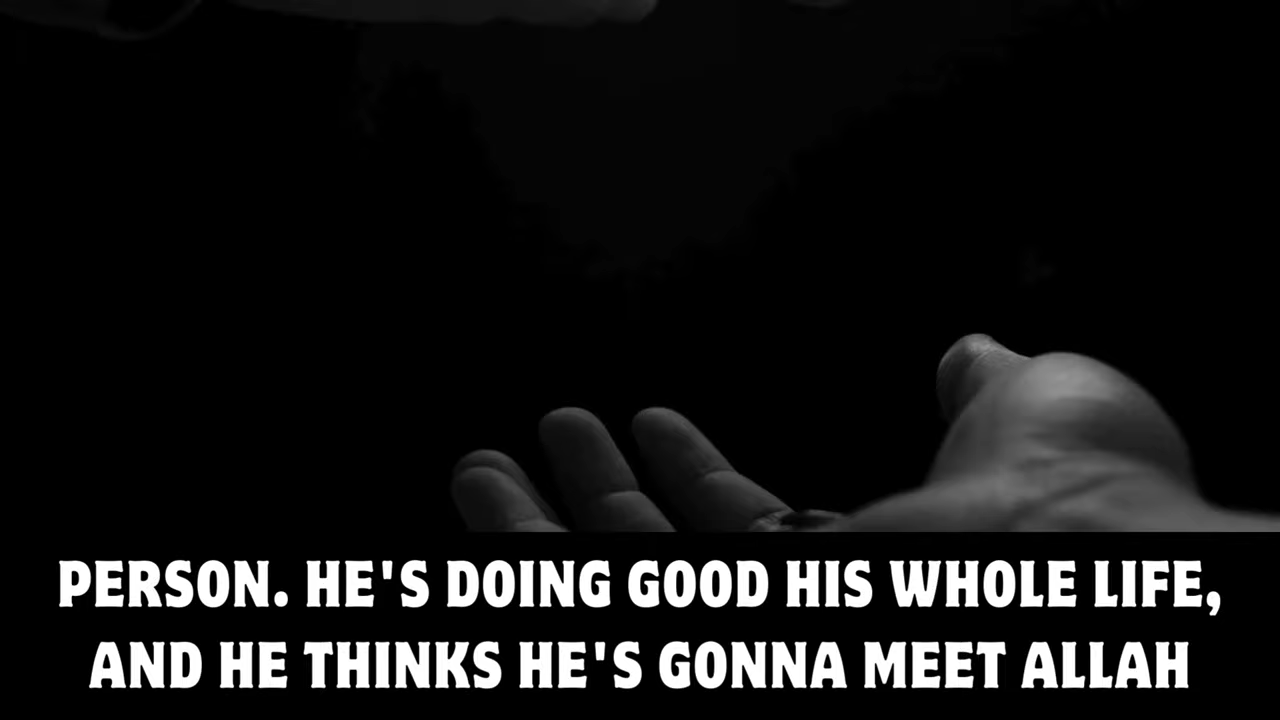 PERSON. HE'S DOING GOOD HIS WHOLE LIFE,
AND HE THINKS HE'S GONNA MEET ALLAH